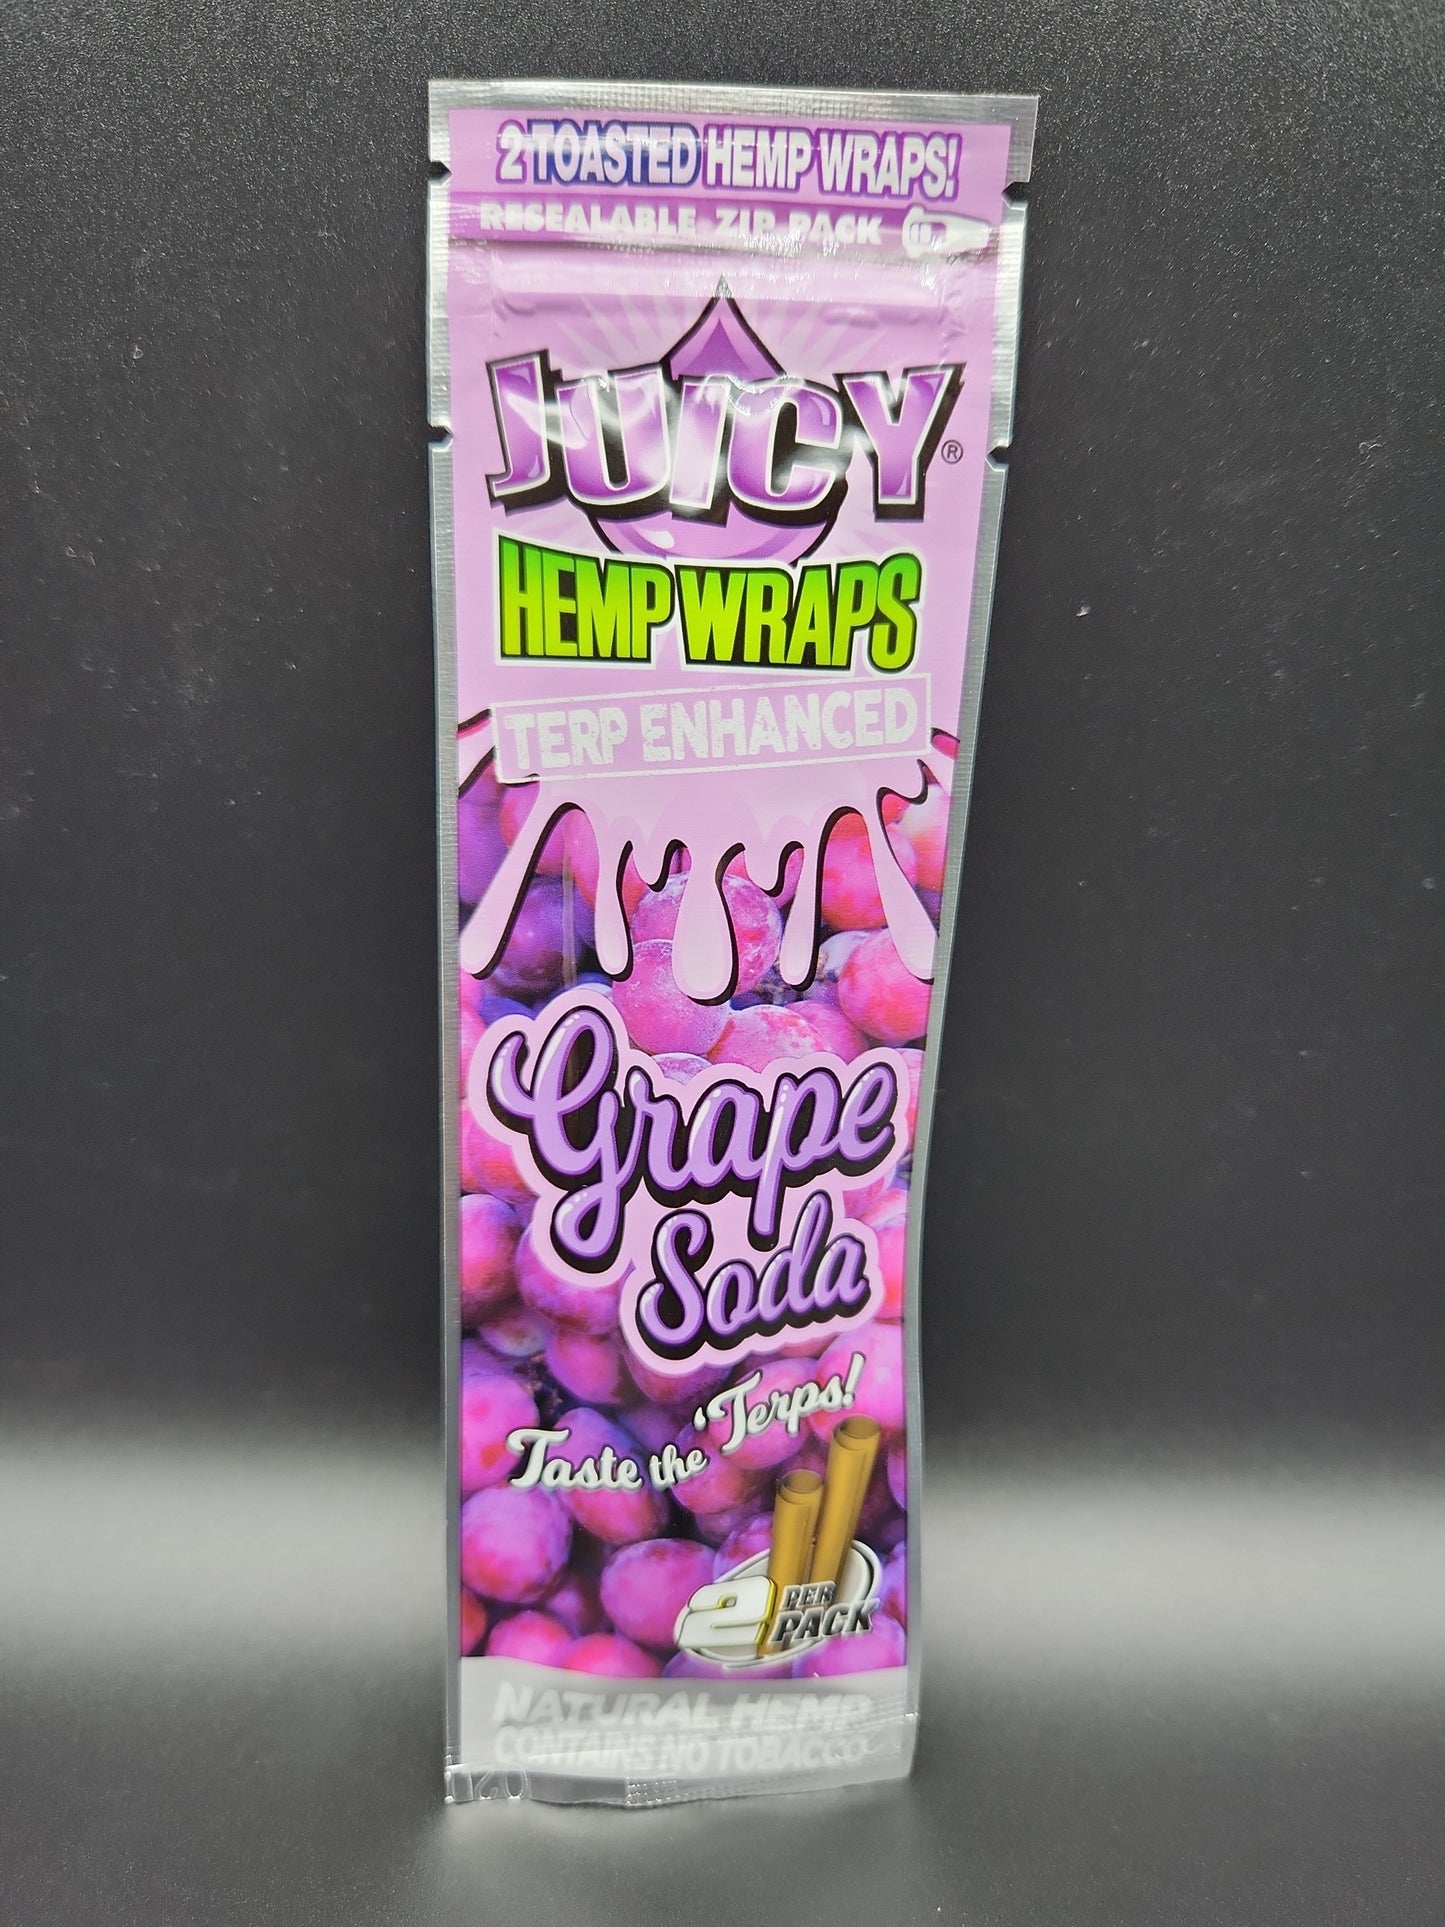 2 TOASTED HEMP WRAPS!
RESEALABLE ZIP PACK
JUICY®
HEMP WRAPS
TERP ENHANCED
Grape
Soda
Taste the 'Terps!
2 PER
PACK
NATURAL HEMP
CONTAINS NO TOBACCO